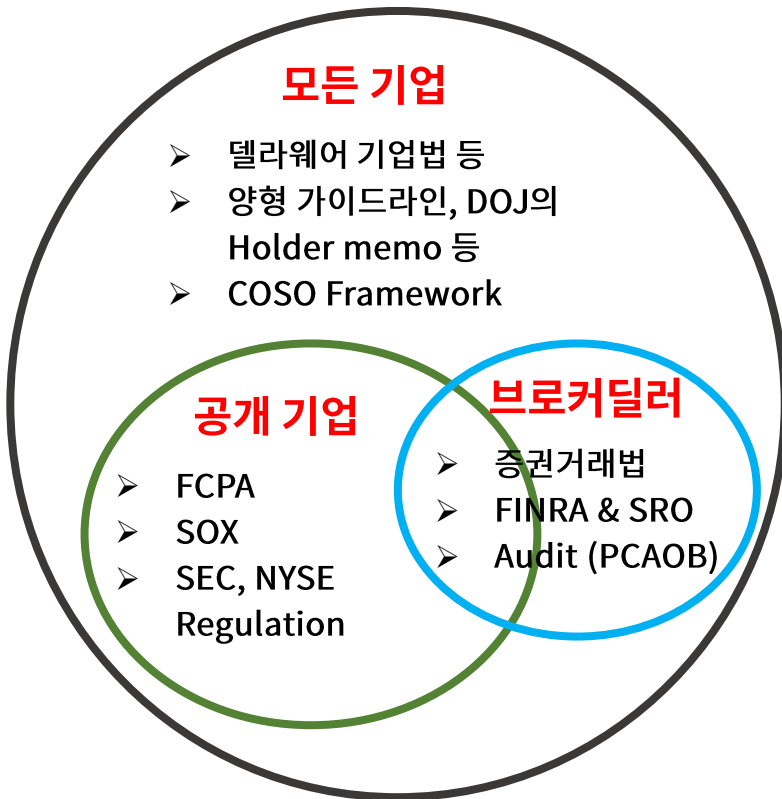 모든 기업
➢ 델라웨어 기업법 등
➢ 양형 가이드라인, DOJ의
Holder memo 등
➢ COSO Framework
공개 기업
➢ FCPA
➢ SOX
➢ SEC, NYSE
Regulation
브로커딜러
➢ 증권거래법
➢ FINRA & SRO
➢ Audit (PCAOB)